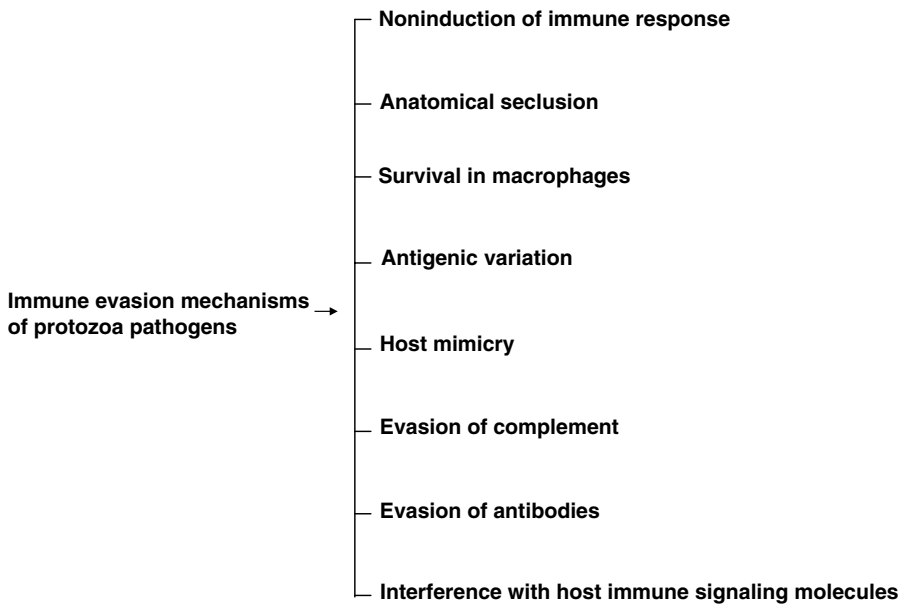 Noninduction of immune response
Anatomical seclusion
Survival in macrophages
Antigenic variation
Immune evasion mechanisms
of protozoa pathogens
Host mimicry
Evasion of complement
Evasion of antibodies
Interference with host immune signaling molecules